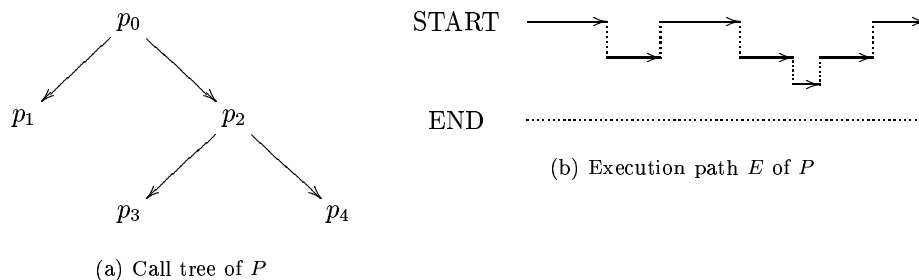 p₀
p₁ p₂
p₃ p₄
(a) Call tree of P
START
END
(b) Execution path E of P